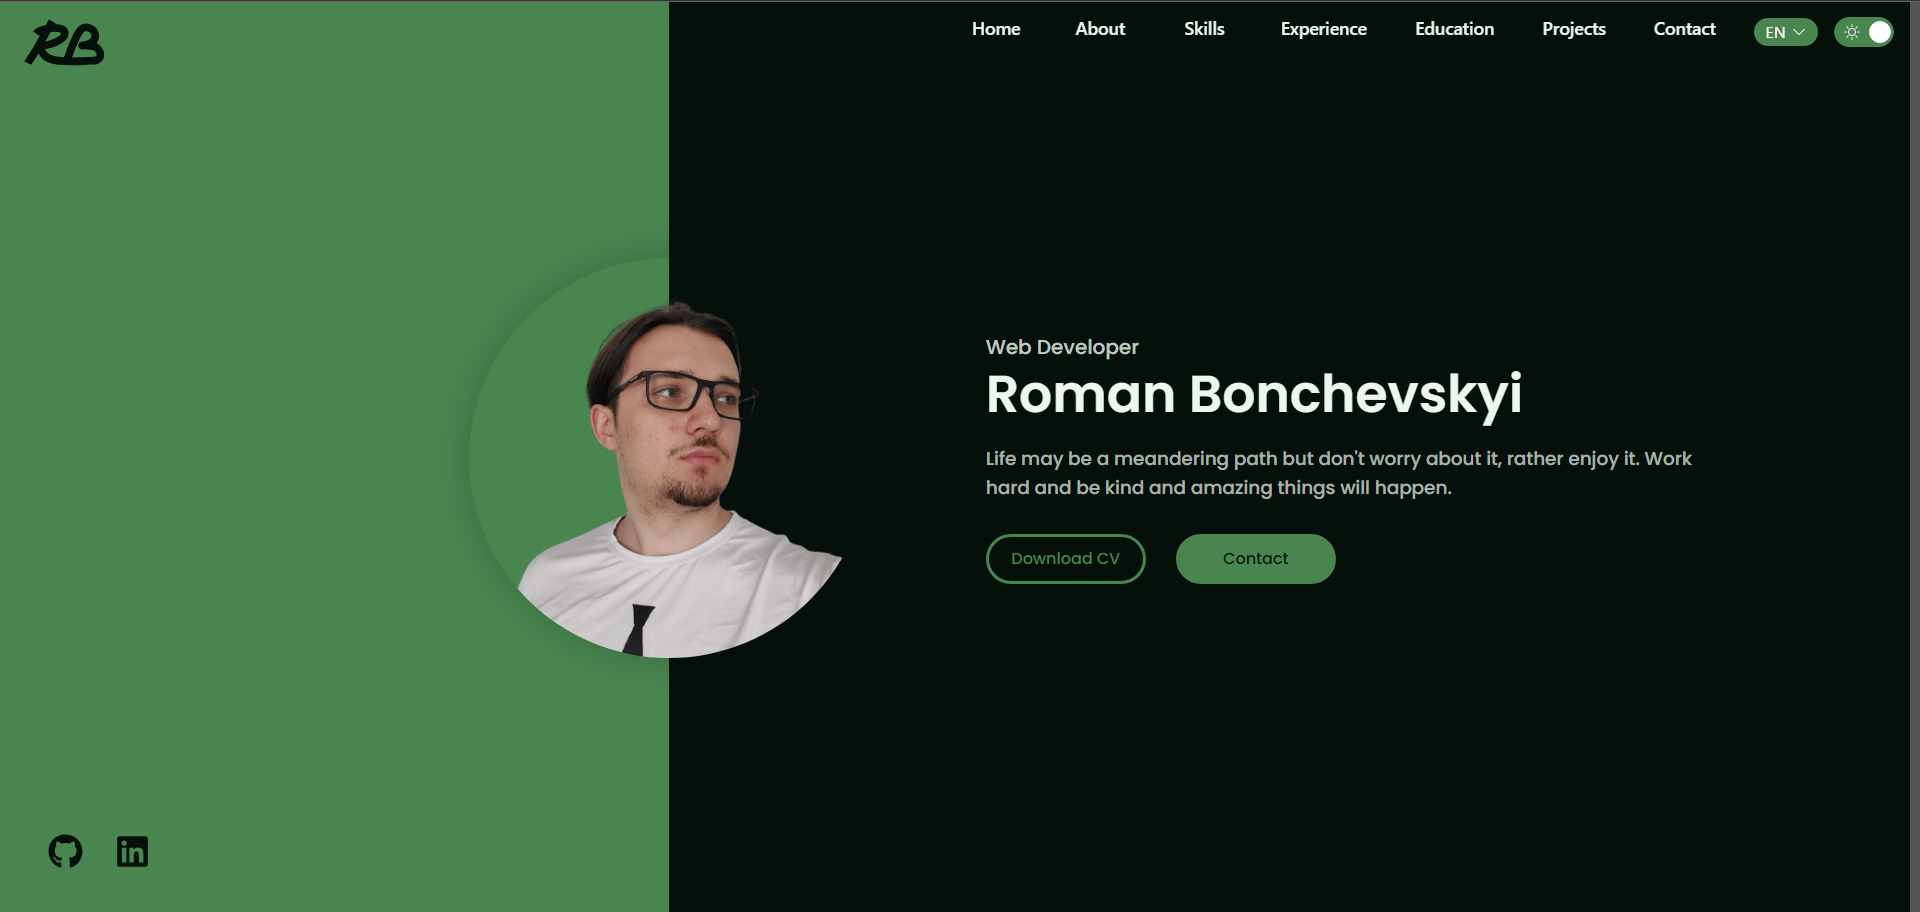 RB
Home About Skills Experience Education Projects Contact EN
Web Developer
Roman Bonchevskyi
Life may be a meandering path but don't worry about it, rather enjoy it. Work
hard and be kind and amazing things will happen.
Download CV Contact
in